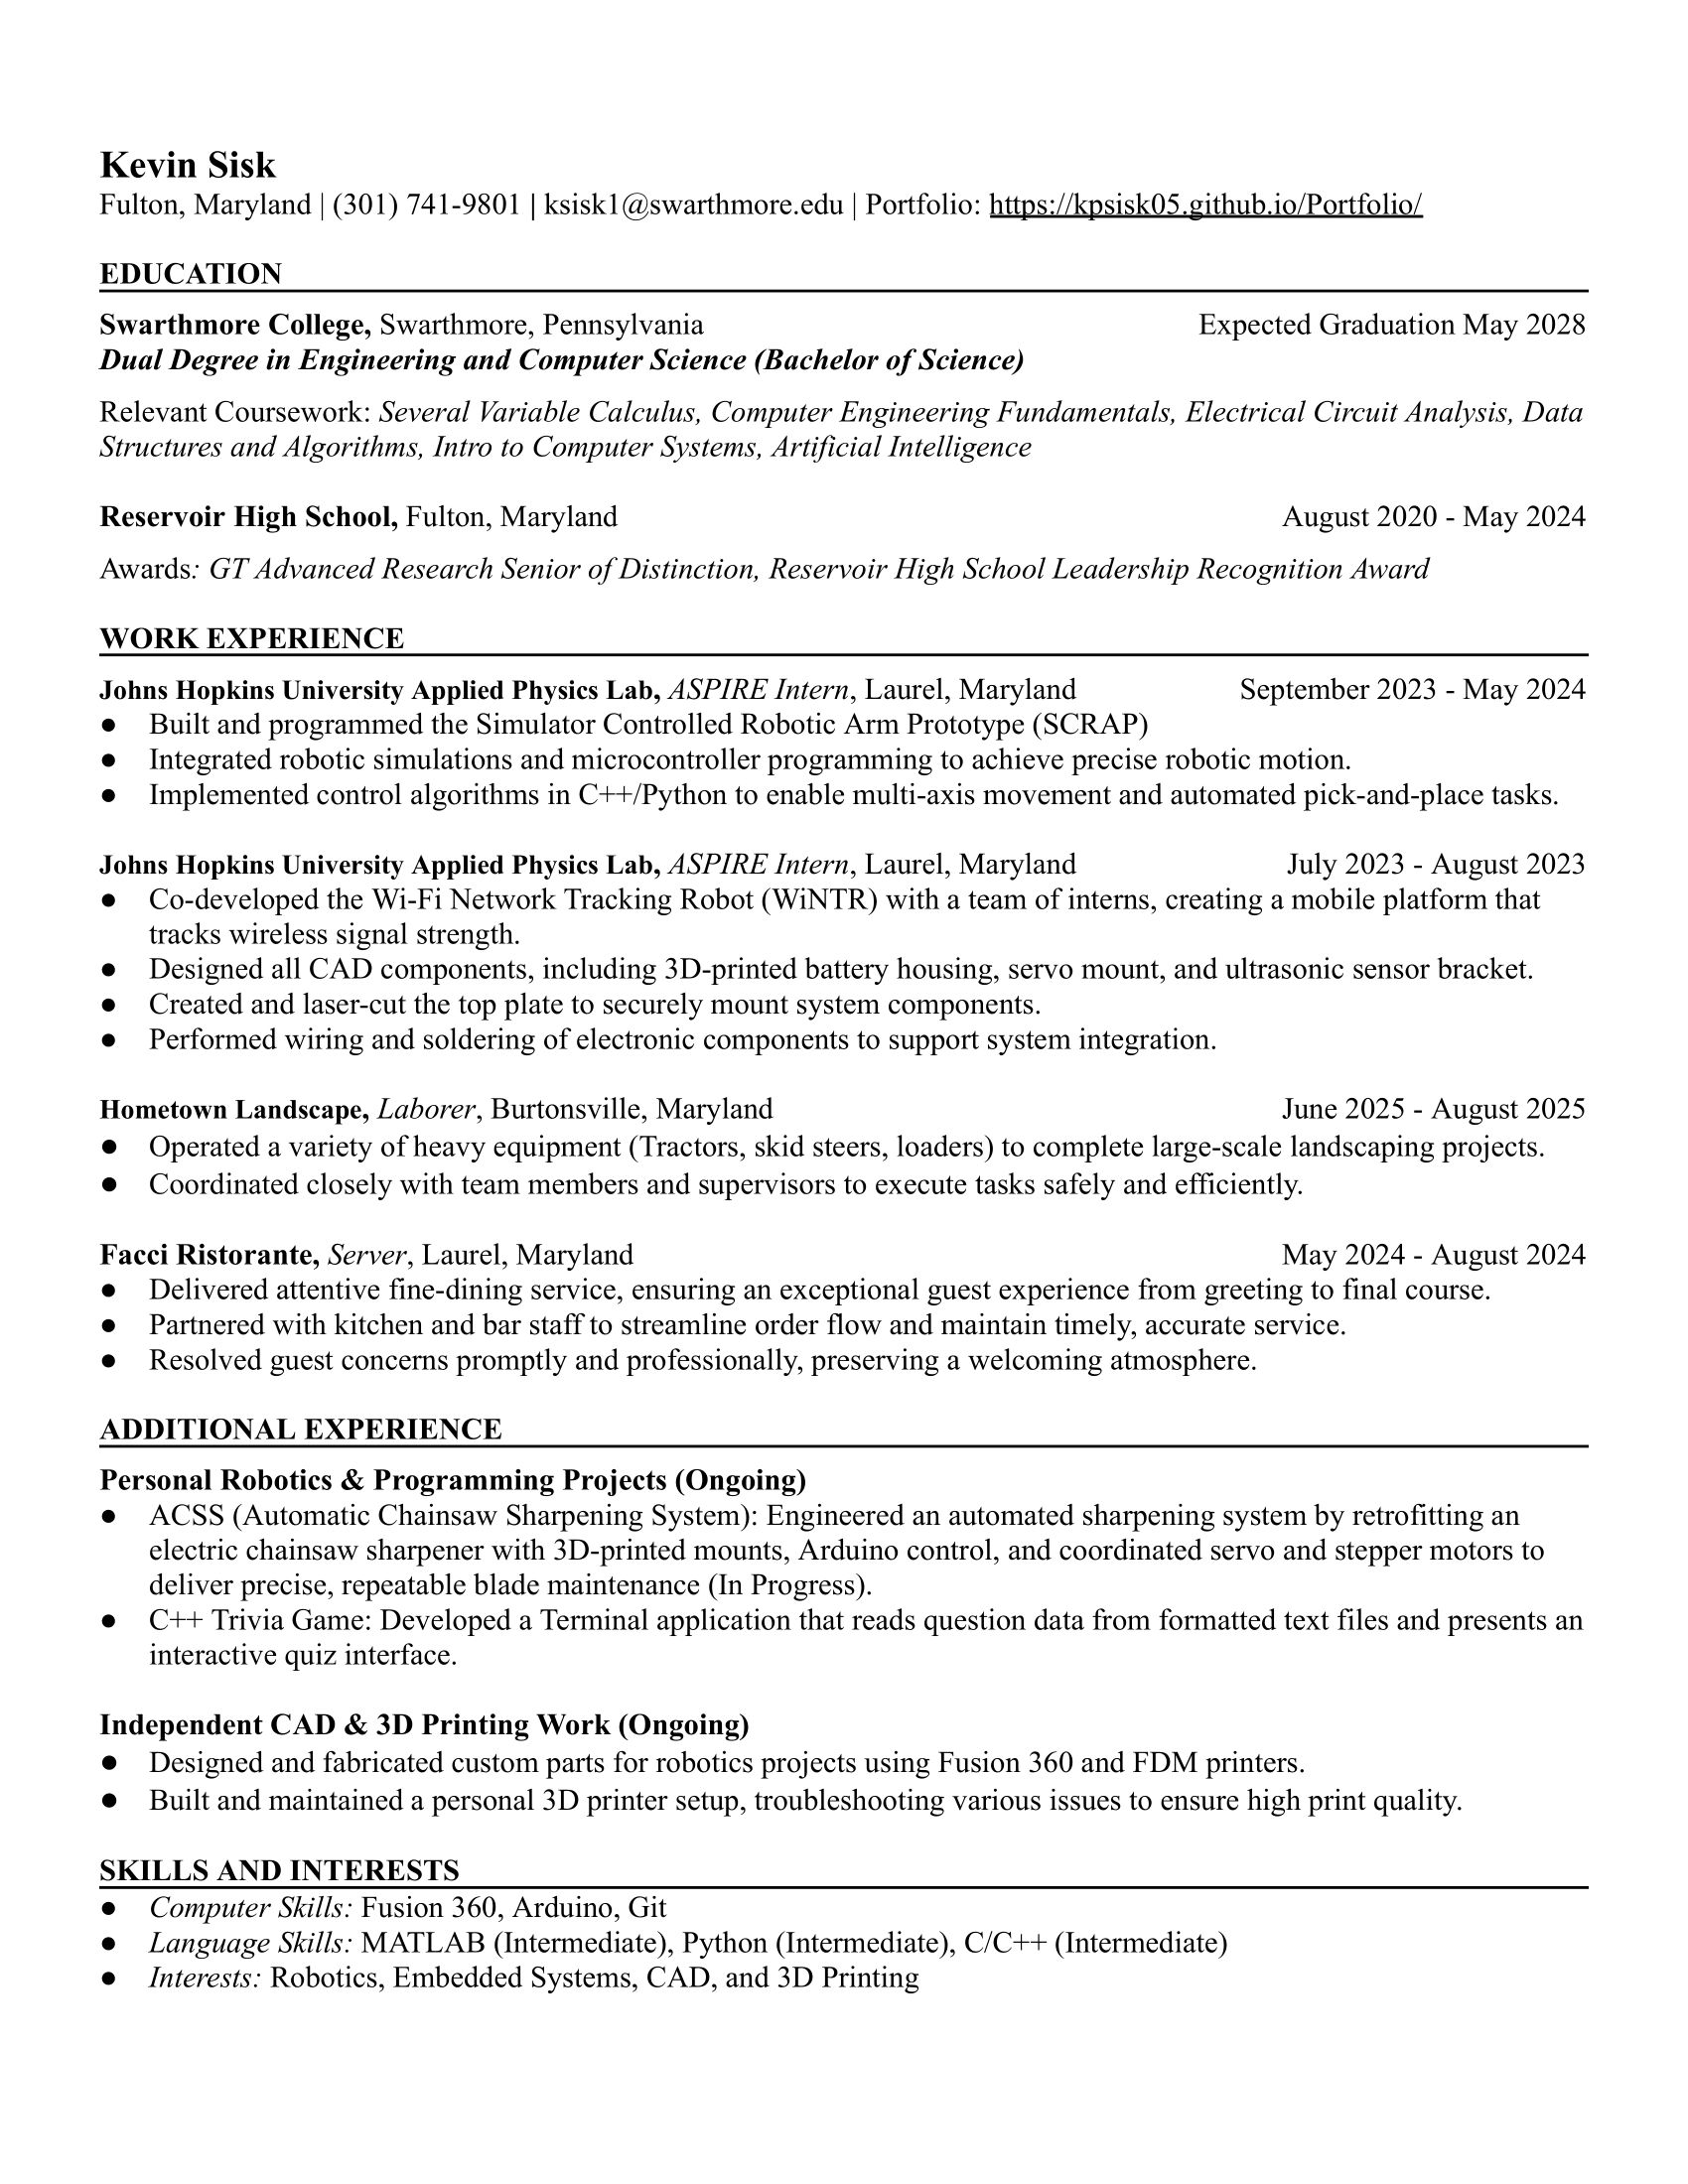 Kevin Sisk
Fulton, Maryland | (301) 741-9801 | ksisk1@swarthmore.edu | Portfolio: https://kpsisk05.github.io/Portfolio/
EDUCATION
Swarthmore College, Swarthmore, Pennsylvania Expected Graduation May 2028
Dual Degree in Engineering and Computer Science (Bachelor of Science)
Relevant Coursework: Several Variable Calculus, Computer Engineering Fundamentals, Electrical Circuit Analysis, Data
Structures and Algorithms, Intro to Computer Systems, Artificial Intelligence
Reservoir High School, Fulton, Maryland August 2020 - May 2024
Awards: GT Advanced Research Senior of Distinction, Reservoir High School Leadership Recognition Award
WORK EXPERIENCE
Johns Hopkins University Applied Physics Lab, ASPIRE Intern, Laurel, Maryland September 2023 - May 2024
● Built and programmed the Simulator Controlled Robotic Arm Prototype (SCRAP)
● Integrated robotic simulations and microcontroller programming to achieve precise robotic motion.
● Implemented control algorithms in C++/Python to enable multi-axis movement and automated pick-and-place tasks.
Johns Hopkins University Applied Physics Lab, ASPIRE Intern, Laurel, Maryland July 2023 - August 2023
● Co-developed the Wi-Fi Network Tracking Robot (WiNTR) with a team of interns, creating a mobile platform that
tracks wireless signal strength.
● Designed all CAD components, including 3D-printed battery housing, servo mount, and ultrasonic sensor bracket.
● Created and laser-cut the top plate to securely mount system components.
● Performed wiring and soldering of electronic components to support system integration.
Hometown Landscape, Laborer, Burtonsville, Maryland June 2025 - August 2025
● Operated a variety of heavy equipment (Tractors, skid steers, loaders) to complete large-scale landscaping projects.
● Coordinated closely with team members and supervisors to execute tasks safely and efficiently.
Facci Ristorante, Server, Laurel, Maryland May 2024 - August 2024
● Delivered attentive fine-dining service, ensuring an exceptional guest experience from greeting to final course.
● Partnered with kitchen and bar staff to streamline order flow and maintain timely, accurate service.
● Resolved guest concerns promptly and professionally, preserving a welcoming atmosphere.
ADDITIONAL EXPERIENCE
Personal Robotics & Programming Projects (Ongoing)
● ACSS (Automatic Chainsaw Sharpening System): Engineered an automated sharpening system by retrofitting an
electric chainsaw sharpener with 3D-printed mounts, Arduino control, and coordinated servo and stepper motors to
deliver precise, repeatable blade maintenance (In Progress).
● C++ Trivia Game: Developed a Terminal application that reads question data from formatted text files and presents an
interactive quiz interface.
Independent CAD & 3D Printing Work (Ongoing)
● Designed and fabricated custom parts for robotics projects using Fusion 360 and FDM printers.
● Built and maintained a personal 3D printer setup, troubleshooting various issues to ensure high print quality.
SKILLS AND INTERESTS
● Computer Skills: Fusion 360, Arduino, Git
● Language Skills: MATLAB (Intermediate), Python (Intermediate), C/C++ (Intermediate)
● Interests: Robotics, Embedded Systems, CAD, and 3D Printing